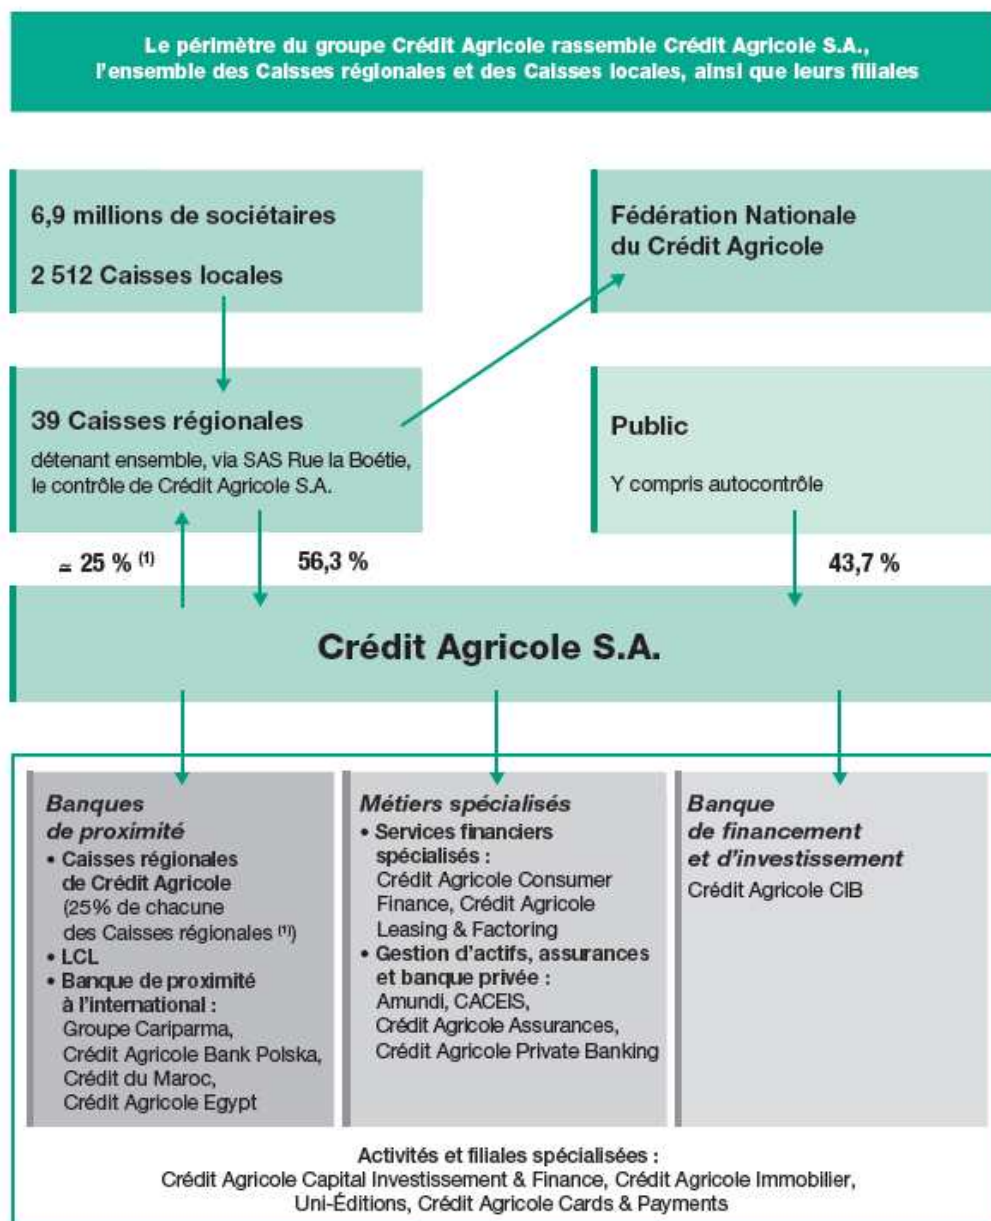 Le périmètre du groupe Crédit Agricole rassemble Crédit Agricole S.A.,
l'ensemble des Caisses régionales et des Caisses locales, ainsi que leurs filiales
6,9 millions de sociétaires
2 512 Caisses locales
Fédération Nationale
du Crédit Agricole
39 Caisses régionales
détenant ensemble, via SAS Rue la Boétie,
le contrôle de Crédit Agricole S.A.
Public
Y compris autocontrôle
≃ 25 % (1)
56,3 %
43,7 %
Crédit Agricole S.A.
Banques
de proximité
• Caisses régionales
de Crédit Agricole
(25% de chacune
des Caisses régionales (1))
• LCL
• Banque de proximité
à l'international :
Groupe Cariparma,
Crédit Agricole Bank Polska,
Crédit du Maroc,
Crédit Agricole Egypt
Métiers spécialisés
• Services financiers
spécialisés :
Crédit Agricole Consumer
Finance, Crédit Agricole
Leasing & Factoring
• Gestion d'actifs, assurances
et banque privée :
Amundi, CACEIS,
Crédit Agricole Assurances,
Crédit Agricole Private Banking
Banque
de financement
et d'investissement
Crédit Agricole CIB
Activités et filiales spécialisées :
Crédit Agricole Capital Investissement & Finance, Crédit Agricole Immobilier,
Uni-Éditions, Crédit Agricole Cards & Payments